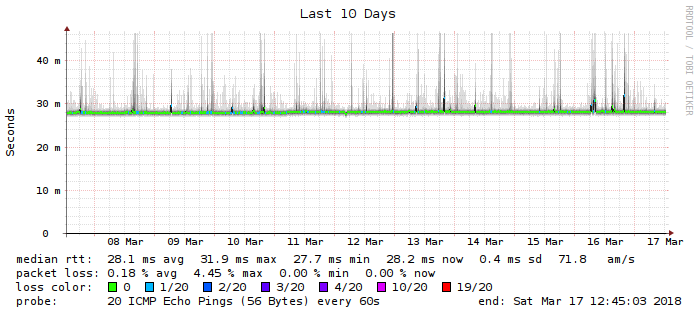 Last 10 Days
RRDTOOL / TOBI OETIKER
Seconds
40 m
30 m
20 m
10 m
0
08 Mar 09 Mar 10 Mar 11 Mar 12 Mar 13 Mar 14 Mar 15 Mar 16 Mar 17 Mar
median rtt: 28.1 ms avg 31.9 ms max 27.7 ms min 28.2 ms now 0.4 ms sd 71.8 am/s
packet loss: 0.18 % avg 4.45 % max 0.00 % min 0.00 % now
loss color: 0 1/20 2/20 3/20 4/20 10/20 19/20
probe: 20 ICMP Echo Pings (56 Bytes) every 60s end: Sat Mar 17 12:45:03 2018